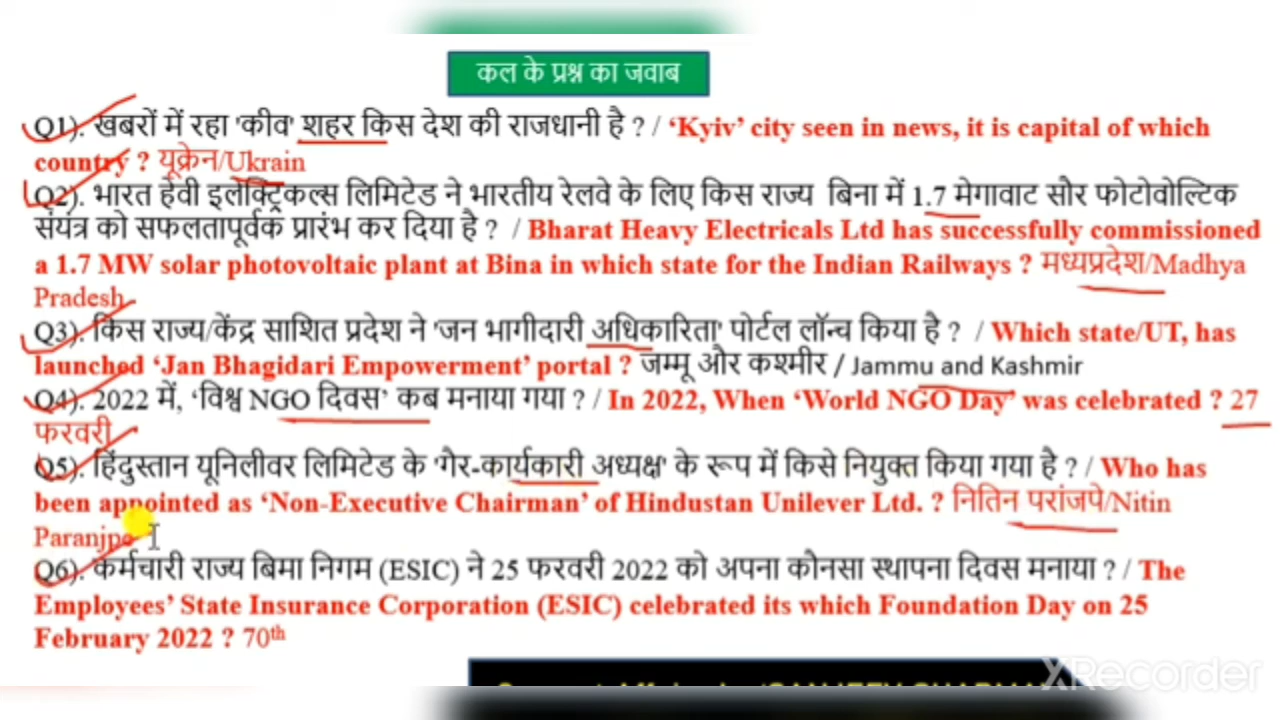 कल के प्रश्न का जवाब
Q1). खबरों में रहा 'कीव' शहर किस देश की राजधानी है ? / ‘Kyiv’ city seen in news, it is capital of which
country ? यूक्रेन/Ukrain
Q2). भारत हेवी इलेक्ट्रिकल्स लिमिटेड ने भारतीय रेलवे के लिए किस राज्य बिना में 1.7 मेगावाट सौर फोटोवोल्टिक
संयंत्र को सफलतापूर्वक प्रारंभ कर दिया है ? / Bharat Heavy Electricals Ltd has successfully commissioned
a 1.7 MW solar photovoltaic plant at Bina in which state for the Indian Railways ? मध्यप्रदेश/Madhya
Pradesh
Q3). किस राज्य/केंद्र साशित प्रदेश ने 'जन भागीदारी अधिकारिता' पोर्टल लॉन्च किया है ? / Which state/UT, has
launched ‘Jan Bhagidari Empowerment’ portal ? जम्मू और कश्मीर / Jammu and Kashmir
Q4). 2022 में, ‘विश्व NGO दिवस’ कब मनाया गया ? / In 2022, When ‘World NGO Day’ was celebrated ? 27
फरवरी
Q5). हिंदुस्तान यूनिलीवर लिमिटेड के 'गैर-कार्यकारी अध्यक्ष' के रूप में किसे नियुक्त किया गया है ? / Who has
been appointed as ‘Non-Executive Chairman’ of Hindustan Unilever Ltd. ? नितिन परांजपे/Nitin
Paranjpe
Q6). कर्मचारी राज्य बिमा निगम (ESIC) ने 25 फरवरी 2022 को अपना कौनसा स्थापना दिवस मनाया ? / The
Employees’ State Insurance Corporation (ESIC) celebrated its which Foundation Day on 25
February 2022 ? 70th
XRecorder